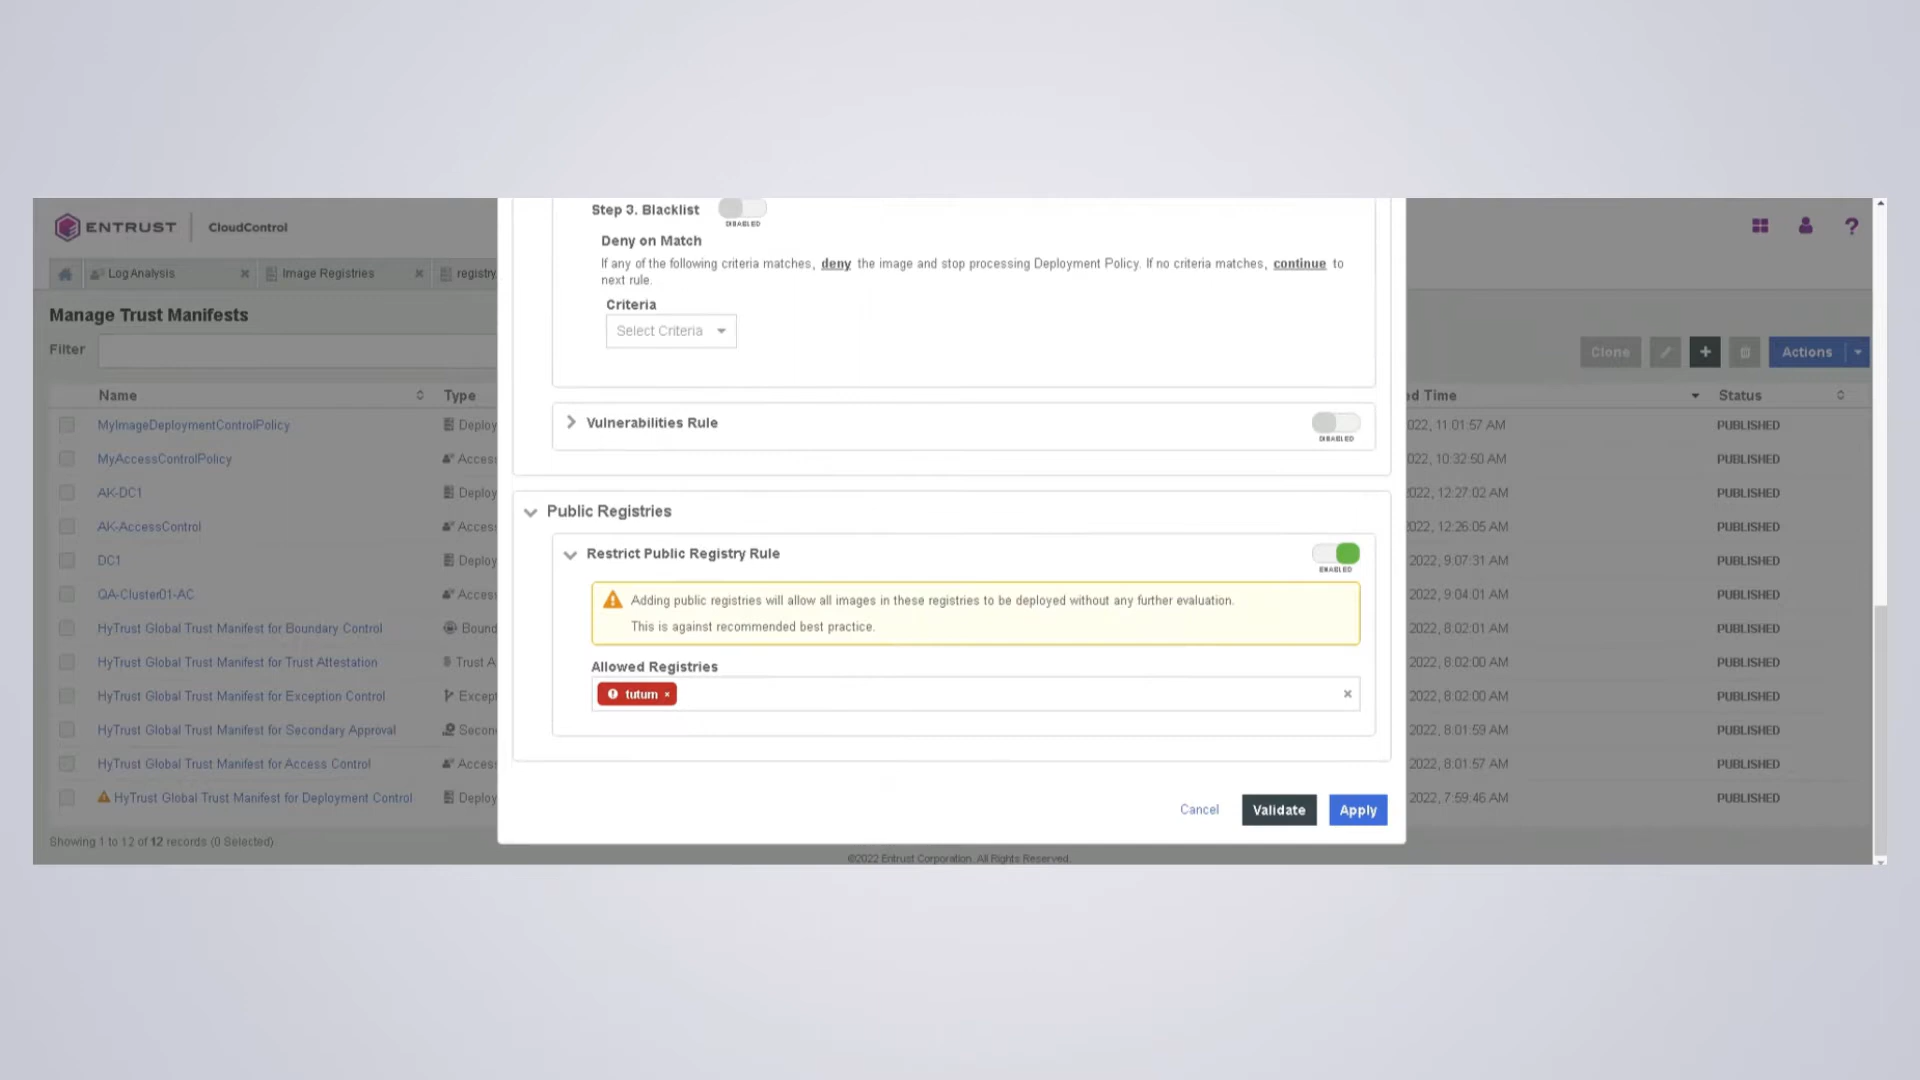 ENTRUST
CloudControl
Log Analysis
Image Registries
registry
Manage Trust Manifests
Filter
Name
Type
MyImageDeploymentControlPolicy
Deploy
MyAccessControlPolicy
Acces
AK-DC1
Deploy
AK-AccessControl
Acces
DC1
Deploy
QA-Cluster01-AC
Acces
HyTrust Global Trust Manifest for Boundary Control
Bound
HyTrust Global Trust Manifest for Trust Attestation
Trust A
HyTrust Global Trust Manifest for Exception Control
Except
HyTrust Global Trust Manifest for Secondary Approval
Secon
HyTrust Global Trust Manifest for Access Control
Acces
HyTrust Global Trust Manifest for Deployment Control
Deploy
Showing 1 to 12 of 12 records (0 Selected)
Step 3. Blacklist
DISABLED
Deny on Match
If any of the following criteria matches, deny the image and stop processing Deployment Policy. If no criteria matches, continue to
next rule.
Criteria
Select Criteria
Vulnerabilities Rule
DISABLED
Public Registries
Restrict Public Registry Rule
ENABLED
Adding public registries will allow all images in these registries to be deployed without any further evaluation.
This is against recommended best practice.
Allowed Registries
tutum ×
×
Cancel
Validate
Apply
?
Clone
+
Actions
ed Time
Status
022, 11:01:57 AM
PUBLISHED
022, 10:32:50 AM
PUBLISHED
022, 12:27:02 AM
PUBLISHED
022, 12:26:05 AM
PUBLISHED
2022, 9:07:31 AM
PUBLISHED
2022, 9:04:01 AM
PUBLISHED
2022, 8:02:01 AM
PUBLISHED
2022, 8:02:00 AM
PUBLISHED
2022, 8:02:00 AM
PUBLISHED
2022, 8:01:59 AM
PUBLISHED
2022, 8:01:57 AM
PUBLISHED
2022, 7:59:46 AM
PUBLISHED
©2022 Entrust Corporation. All Rights Reserved.